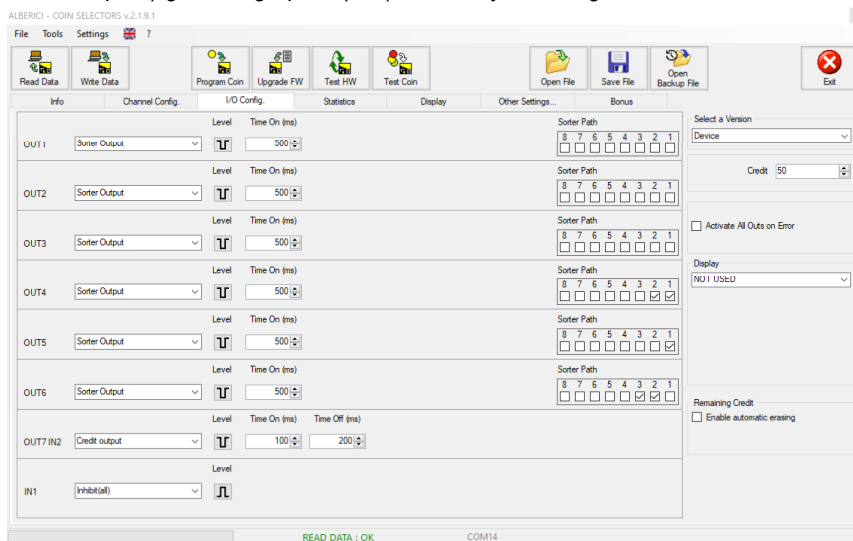 ALBERICI - COIN SELECTORS v.2.1.9.1
File Tools Settings ?
Read Data Write Data Program Coin Upgrade FW Test HW Test Coin Open File Save File Open Backup File Exit
Info Channel Config. I/O Config. Statistics Display Other Settings... Bonus
Level Time On (ms) Sorter Path
OUT1 Sorter Output 500 8 7 6 5 4 3 2 1
Level Time On (ms) Sorter Path
OUT2 Sorter Output 500 8 7 6 5 4 3 2 1
Level Time On (ms) Sorter Path
OUT3 Sorter Output 500 8 7 6 5 4 3 2 1
Level Time On (ms) Sorter Path
OUT4 Sorter Output 500 8 7 6 5 4 3 2 1
Level Time On (ms) Sorter Path
OUT5 Sorter Output 500 8 7 6 5 4 3 2 1
Level Time On (ms) Sorter Path
OUT6 Sorter Output 500 8 7 6 5 4 3 2 1
Level Time On (ms) Time Off (ms)
OUT7 IN2 Credit output 100 200
Level
IN1 Inhibit(all)
Select a Version
Device
Credit 50
Activate All Outs on Error
Display
NOT USED
Remaining Credit
Enable automatic erasing
READ DATA : OK COM14